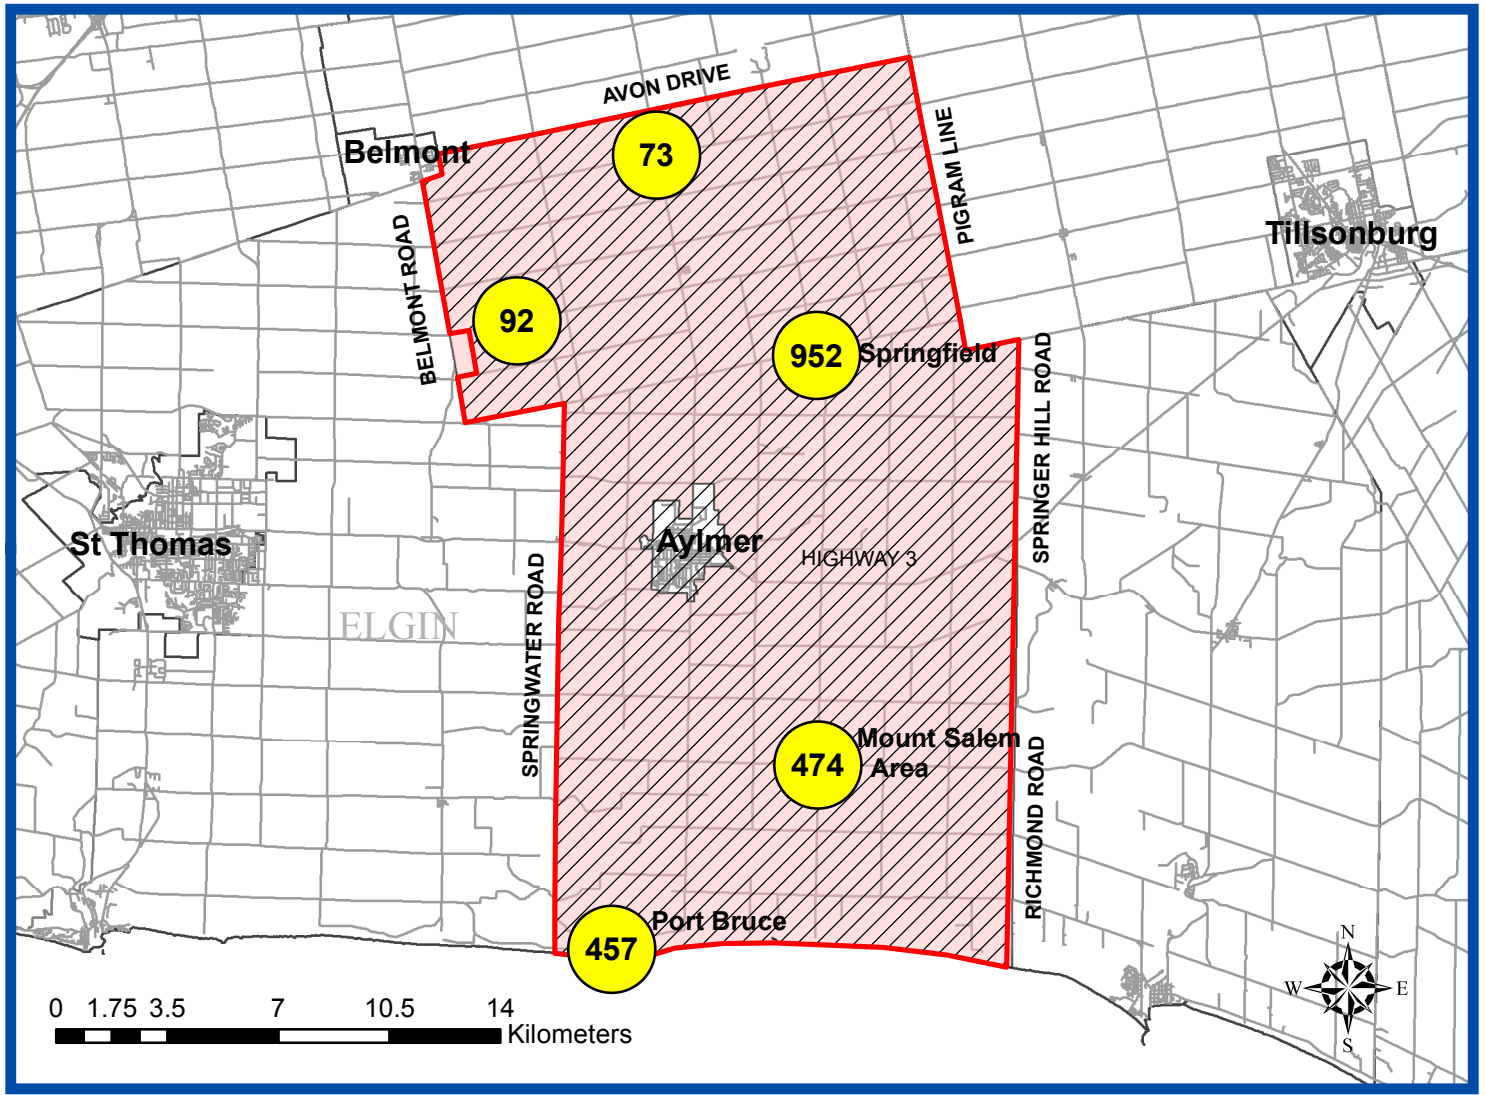 AVON DRIVE
Belmont
73
PIGRAM LINE
Tillsonburg
BELMONT ROAD
92
952
Springfield
SPRINGER HILL ROAD
St Thomas
Aylmer
HIGHWAY 3
ELGIN
SPRINGWATER ROAD
474
Mount Salem
Area
RICHMOND ROAD
Port Bruce
457
N
W
E
S
0 1.75 3.5 7 10.5 14
Kilometers